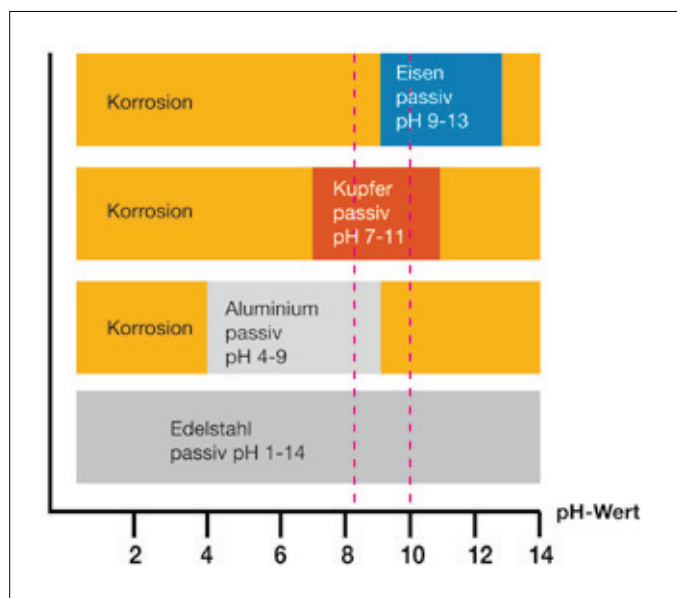 Korrosion
Eisen
passiv
pH 9-13
Korrosion
Kupfer
passiv
pH 7-11
Korrosion
Aluminium
passiv
pH 4-9
Edelstahl
passiv pH 1-14
pH-Wert
2 4 6 8 10 12 14